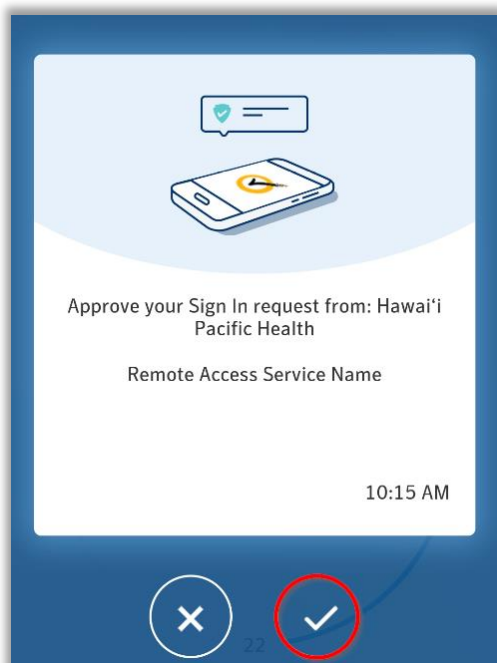 Approve your Sign In request from: Hawaiʻi
Pacific Health
Remote Access Service Name
10:15 AM
22